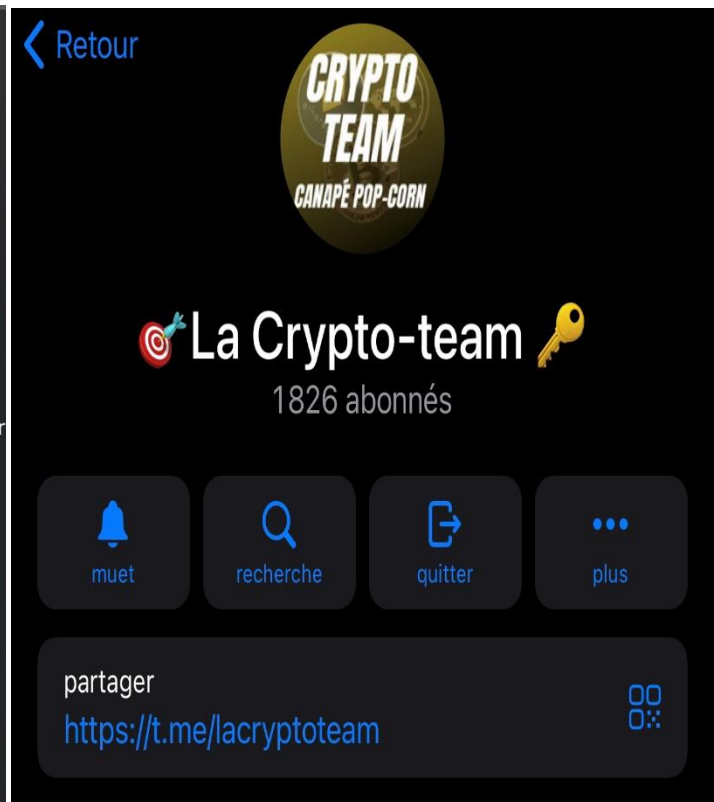 Retour
CRYPTO
TEAM
CANAPÉ POP-CORN
🎯La Crypto-team 🔑
1826 abonnés
muet recherche quitter plus
partager
https://t.me/lacryptoteam